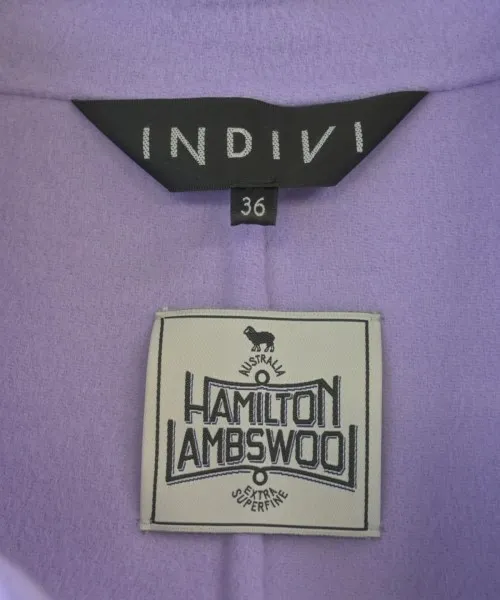 INDIVI
36
AUSTRALIA
HAMILTON
LAMBSWOOL
EXTRA
SUPERFINE